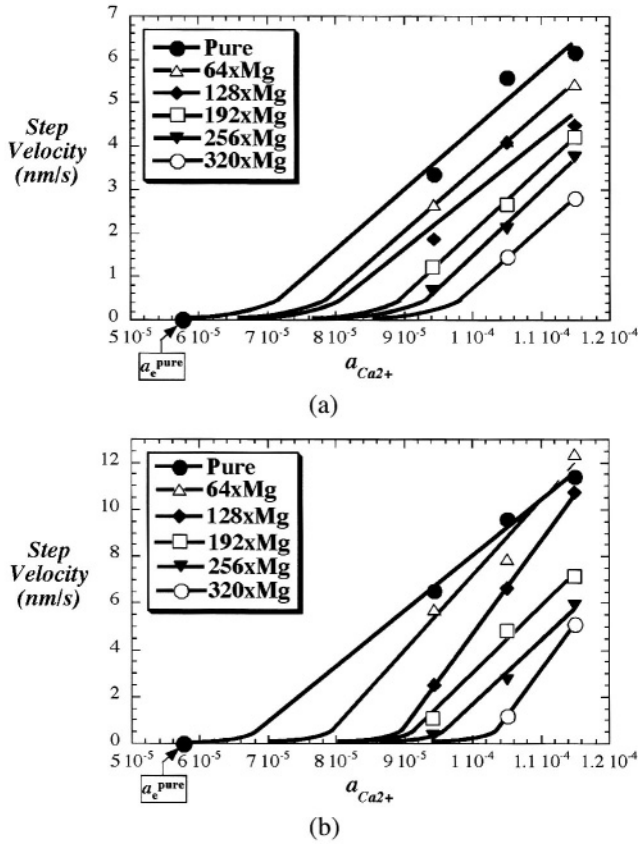 7
6
5
4
3
2
1
0
Step
Velocity
(nm/s)
Pure
64xMg
128xMg
192xMg
256xMg
320xMg
5 10⁻⁵ 6 10⁻⁵ 7 10⁻⁵ 8 10⁻⁵ 9 10⁻⁵ 1 10⁻⁴ 1.1 10⁻⁴ 1.2 10⁻⁴
aₑᵖᵘʳᵉ
a Ca2+
(a)
12
10
8
6
4
2
0
Step
Velocity
(nm/s)
Pure
64xMg
128xMg
192xMg
256xMg
320xMg
5 10⁻⁵ 6 10⁻⁵ 7 10⁻⁵ 8 10⁻⁵ 9 10⁻⁵ 1 10⁻⁴ 1.1 10⁻⁴ 1.2 10⁻⁴
aₑᵖᵘʳᵉ
a Ca2+
(b)